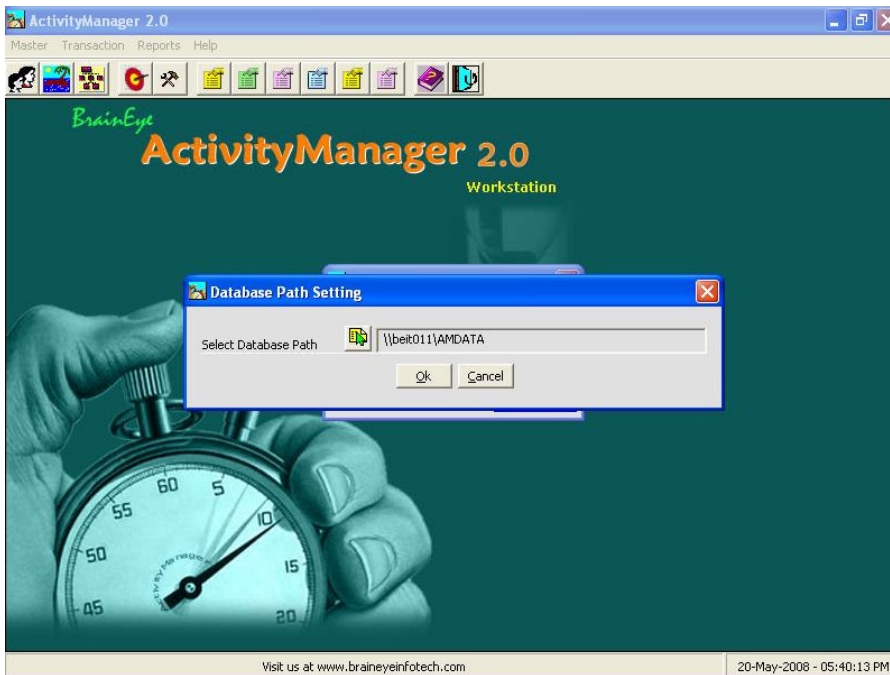 ActivityManager 2.0
Master Transaction Reports Help
BrainEye
ActivityManager 2.0
Workstation
Database Path Setting
Select Database Path \\beit011\AMDATA
Ok Cancel
60
5
55
10
50
15
45
20
ActivityManager
Visit us at www.braineyeinfotech.com
20-May-2008 - 05:40:13 PM